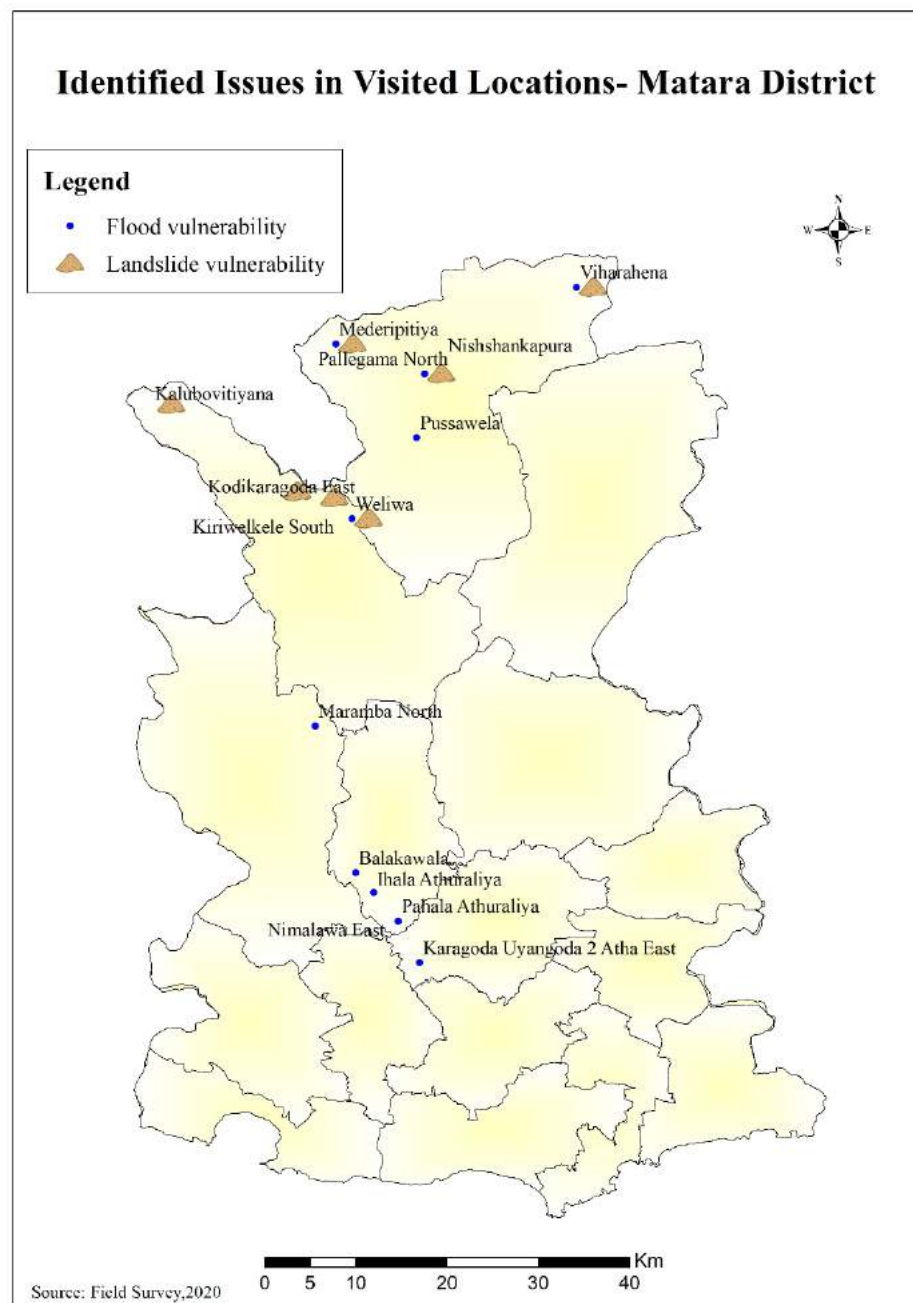 Identified Issues in Visited Locations- Matara District
Legend
Flood vulnerability
Landslide vulnerability
N
W E
S
Viharahena
Mederipitiya
Nishshankapura
Pallegama North
Kalubovitiyana
Pussawela
Kodikaragoda East
Weliwa
Kiriwelkele South
Maramba North
Balakawala
Ihala Athuraliya
Pahala Athuraliya
Nimalawa East
Karagoda Uyangoda 2 Atha East
Km
0 5 10 20 30 40
Source: Field Survey,2020